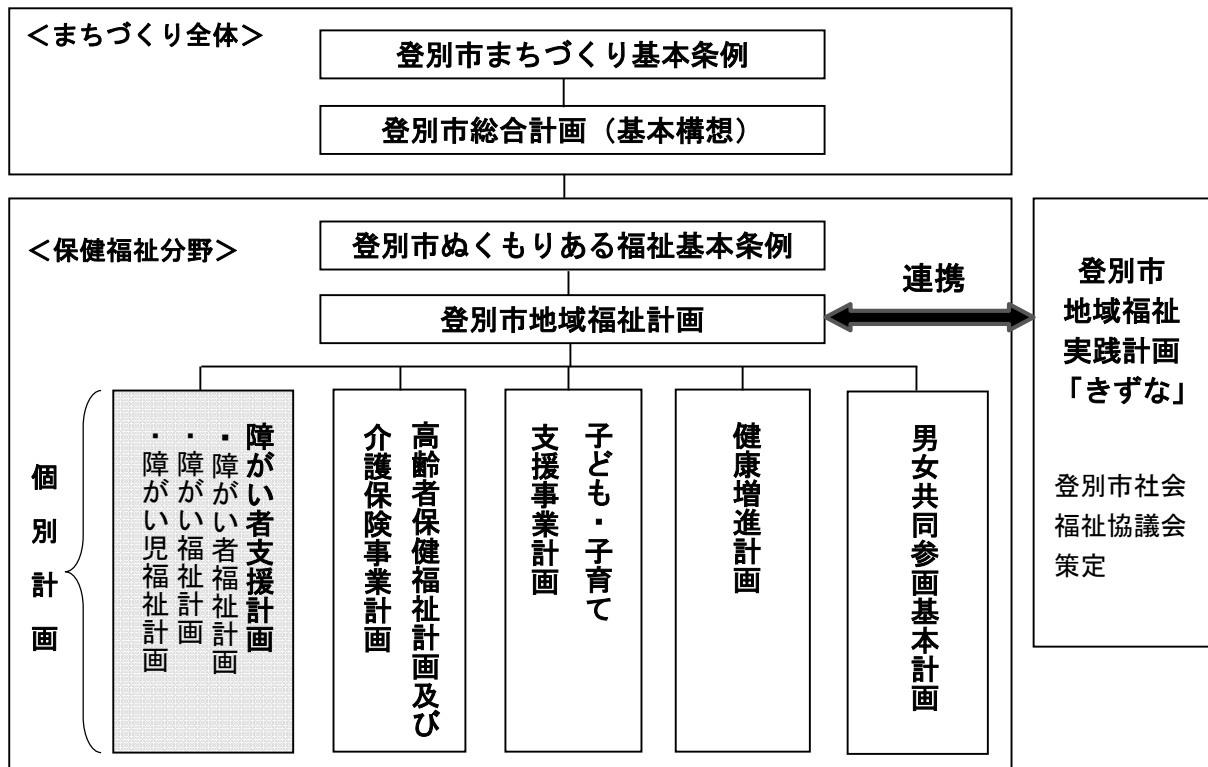 ＜まちづくり全体＞
登別市まちづくり基本条例
登別市総合計画（基本構想）
＜保健福祉分野＞
登別市ぬくもりある福祉基本条例
登別市地域福祉計画
連携
登別市
地域福祉
実践計画
「きずな」
登別市社会
福祉協議会
策定
個別計画
障がい者支援計画
・障がい者福祉計画
・障がい福祉計画
・障がい児福祉計画
高齢者保健福祉計画及び
介護保険事業計画
子ども・子育て
支援事業計画
健康増進計画
男女共同参画基本計画